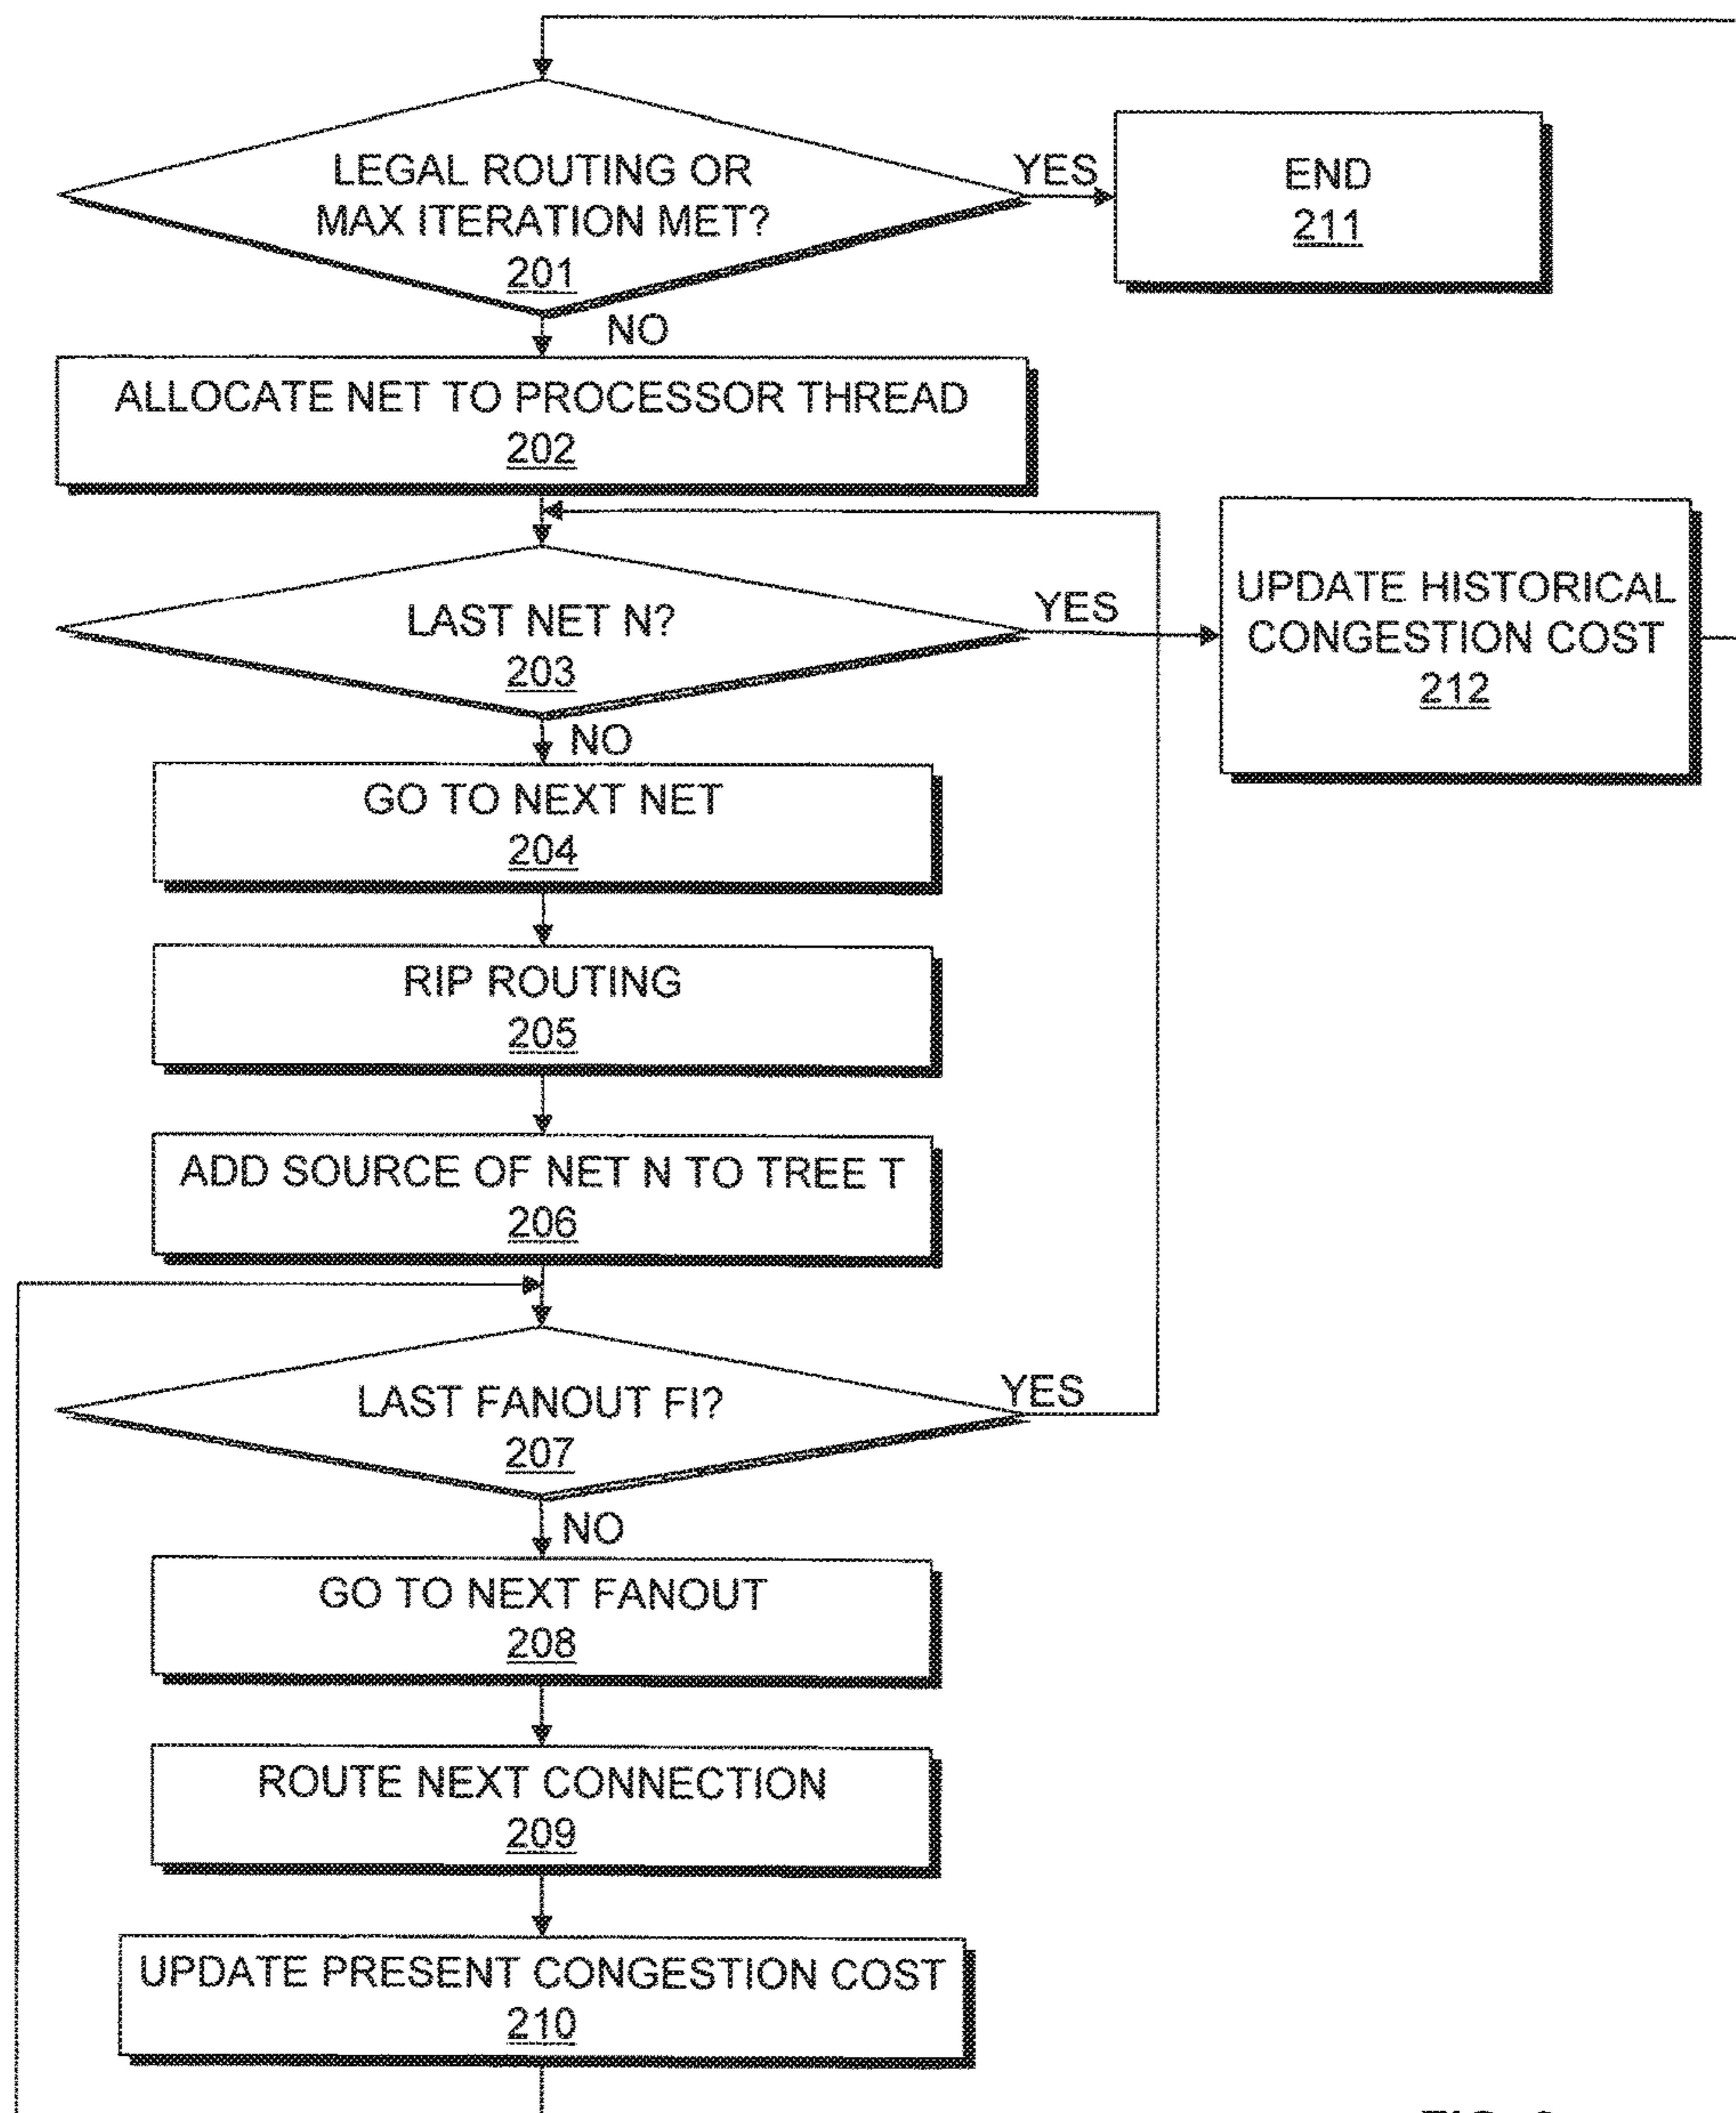 LEGAL ROUTING OR
MAX ITERATION MET?
201
YES
END
211
NO
ALLOCATE NET TO PROCESSOR THREAD
202
LAST NET N?
203
YES
UPDATE HISTORICAL
CONGESTION COST
212
NO
GO TO NEXT NET
204
RIP ROUTING
205
ADD SOURCE OF NET N TO TREE T
206
LAST FANOUT FI?
207
YES
NO
GO TO NEXT FANOUT
208
ROUTE NEXT CONNECTION
209
UPDATE PRESENT CONGESTION COST
210